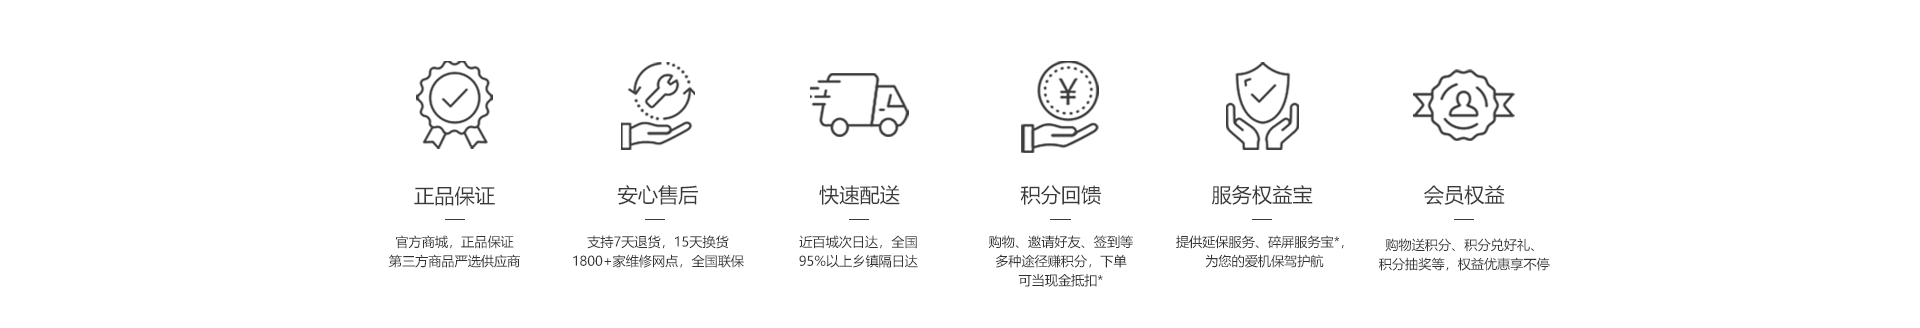 正品保证
官方商城，正品保证
第三方商品严选供应商
安心售后
支持7天退货，15天换货
1800+家维修网点，全国联保
快速配送
近百城次日达，全国
95%以上乡镇隔日达
¥
积分回馈
购物、邀请好友、签到等
多种途径赚积分，下单
可当现金抵扣*
服务权益宝
提供延保服务、碎屏服务宝*，
为您的爱机保驾护航
会员权益
购物送积分、积分兑好礼、
积分抽奖等，权益优惠享不停